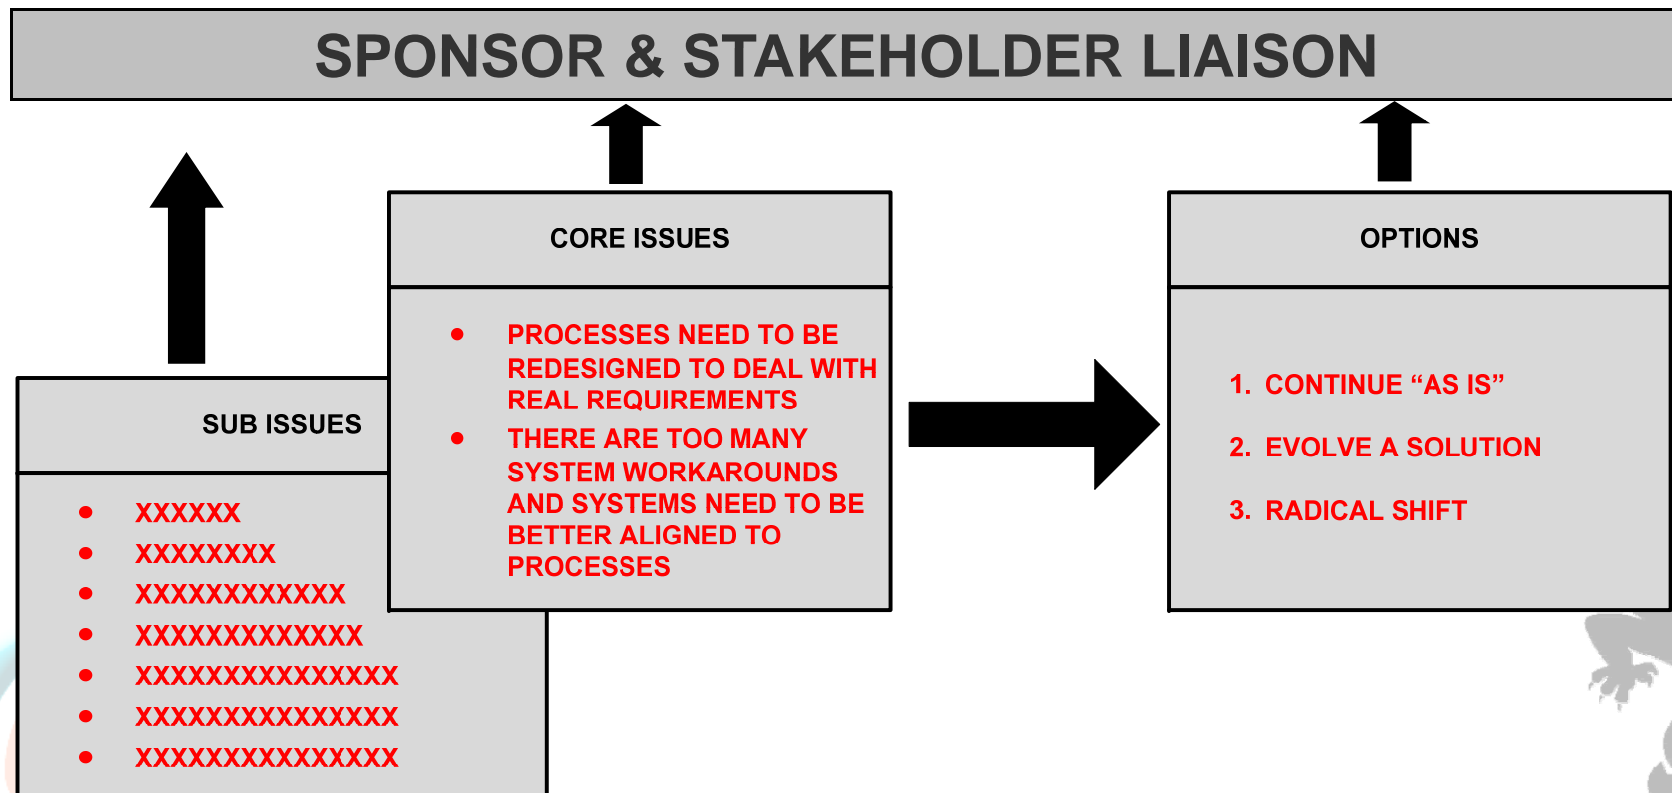 SPONSOR & STAKEHOLDER LIAISON
CORE ISSUES
• PROCESSES NEED TO BE
REDESIGNED TO DEAL WITH
REAL REQUIREMENTS
• THERE ARE TOO MANY
SYSTEM WORKAROUNDS
AND SYSTEMS NEED TO BE
BETTER ALIGNED TO
PROCESSES
OPTIONS
1. CONTINUE “AS IS”
2. EVOLVE A SOLUTION
3. RADICAL SHIFT
SUB ISSUES
• XXXXXX
• XXXXXXXX
• XXXXXXXXXXXX
• XXXXXXXXXXXXX
• XXXXXXXXXXXXXXX
• XXXXXXXXXXXXXXX
• XXXXXXXXXXXXXXX